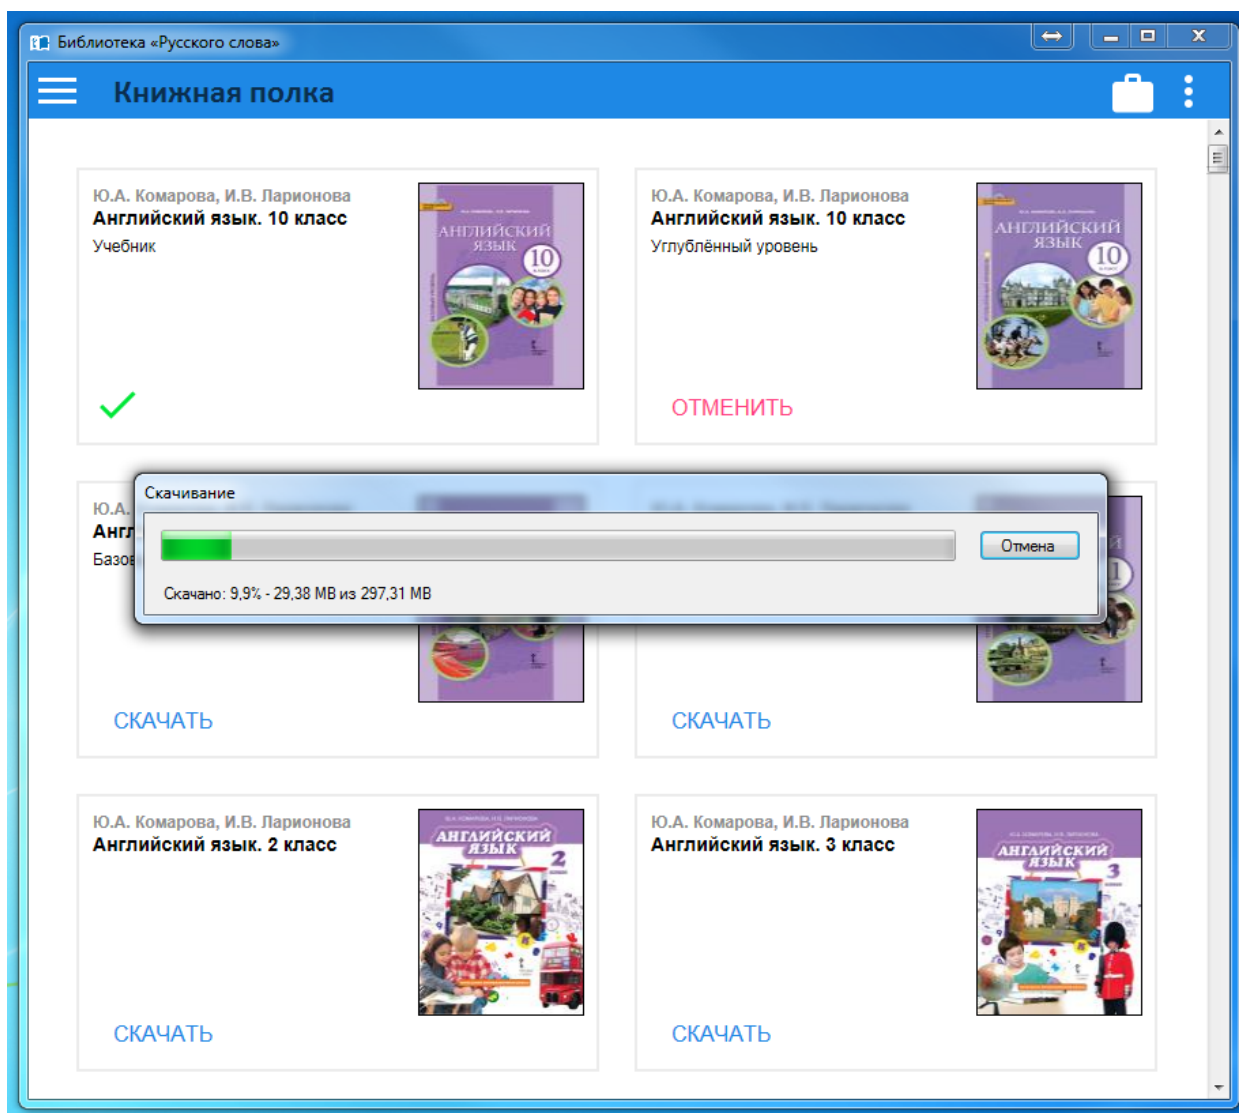 Библиотека «Русского слова»
Книжная полка
Ю.А. Комарова, И.В. Ларионова
Английский язык. 10 класс
Учебник
АНГЛИЙСКИЙ
ЯЗЫК
10
Ю.А. Комарова, И.В. Ларионова
Английский язык. 10 класс
Углублённый уровень
ОТМЕНИТЬ
АНГЛИЙСКИЙ
ЯЗЫК
10
Скачивание
Отмена
Скачано: 9,9% - 29,38 MB из 297,31 MB
Ю.А.
СКАЧАТЬ
СКАЧАТЬ
Ю.А. Комарова, И.В. Ларионова
Английский язык. 2 класс
СКАЧАТЬ
АНГЛИЙСКИЙ
ЯЗЫК
2
Ю.А. Комарова, И.В. Ларионова
Английский язык. 3 класс
СКАЧАТЬ
АНГЛИЙСКИЙ
ЯЗЫК
3